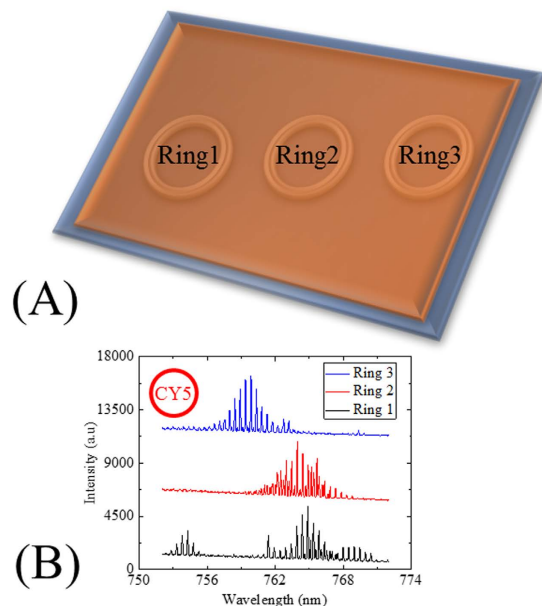 Ring1 Ring2 Ring3
(A)
18000
CY5
Ring 3
Ring 2
Ring 1
13500
9000
4500
Intensity (a.u)
750 756 762 768 774
Wavelength (nm)
(B)